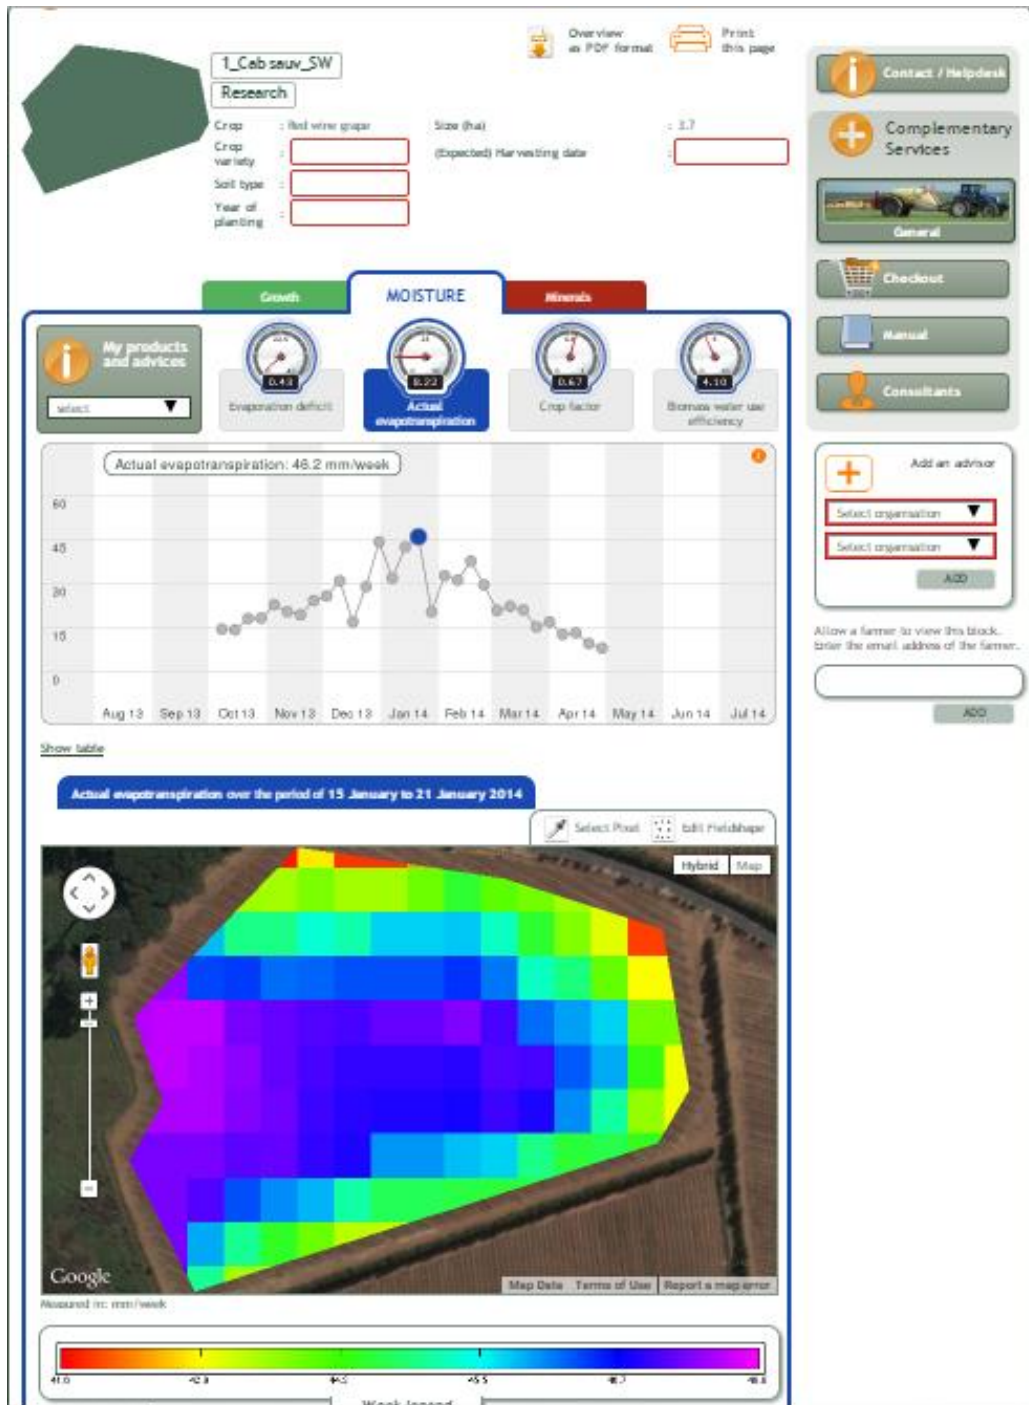 Overview
as PDF format
Print
this page
1_Cab sauv_SW
Research
Crop : Red wine grape
Size (ha) : 3.7
Crop
variety :
(Expected) Harvesting date :
Soil type :
Year of
planting :
Contact / Helpdesk
Complementary
Services
General
Checkout
Manual
Consultants
Growth
MOISTURE
Minerals
My products
and advices
select
0.43
Evaporation deficit
8.22
Actual
evapotranspiration
0.67
Crop factor
4.10
Biomass water use
efficiency
Actual evapotranspiration: 46.2 mm/week
60
45
30
15
0
Aug 13 Sep 13 Oct 13 Nov 13 Dec 13 Jan 14 Feb 14 Mar 14 Apr 14 May 14 Jun 14 Jul 14
Add an advisor
Select organisation
Select organisation
ADD
Allow a farmer to view this block.
Enter the email address of the farmer.
ADD
Show table
Actual evapotranspiration over the period of 15 January to 21 January 2014
Select Pixel
Edit Fieldshape
Hybrid Map
Google
Map Data Terms of Use Report a map error
Measured in: mm/week
45.5
46.7
Week legend